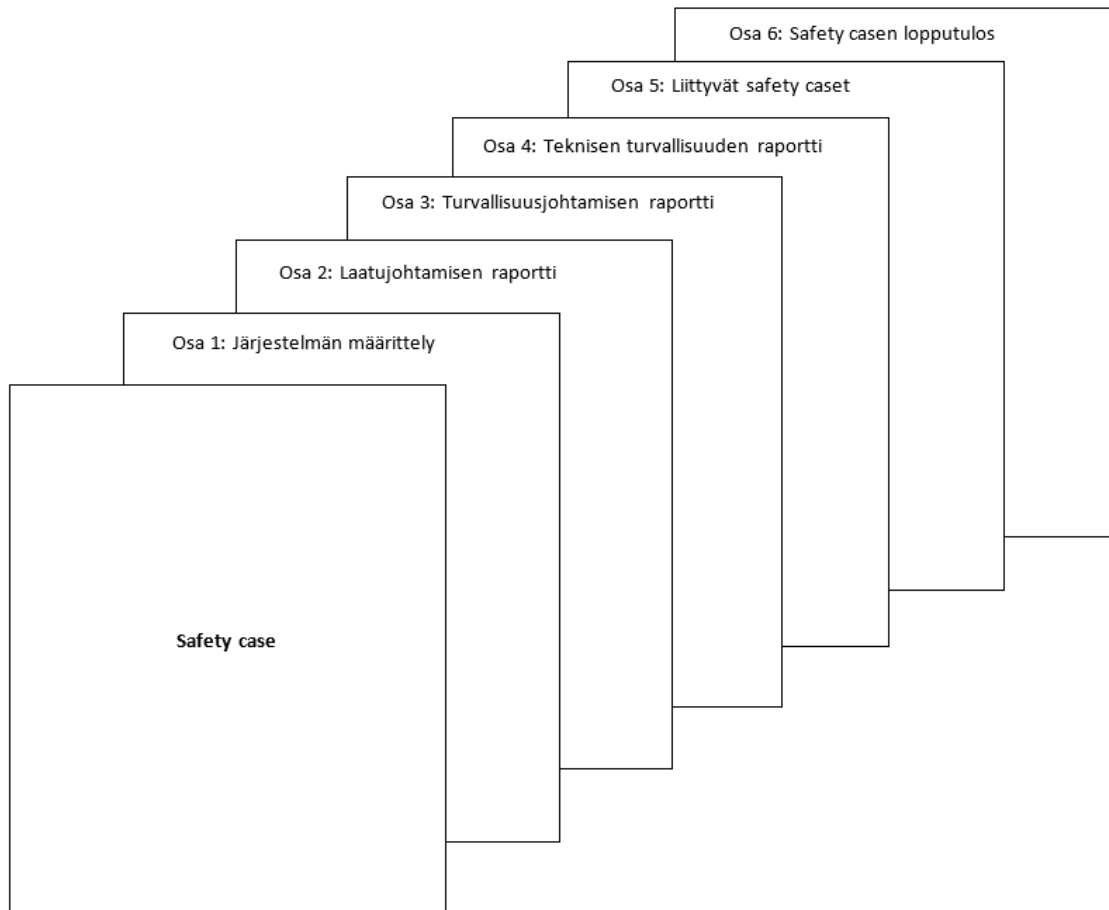 Osa 6: Safety casen lopputulos
Osa 5: Liittyvät safety caset
Osa 4: Teknisen turvallisuuden raportti
Osa 3: Turvallisuusjohtamisen raportti
Osa 2: Laatujohtamisen raportti
Osa 1: Järjestelmän määrittely
Safety case